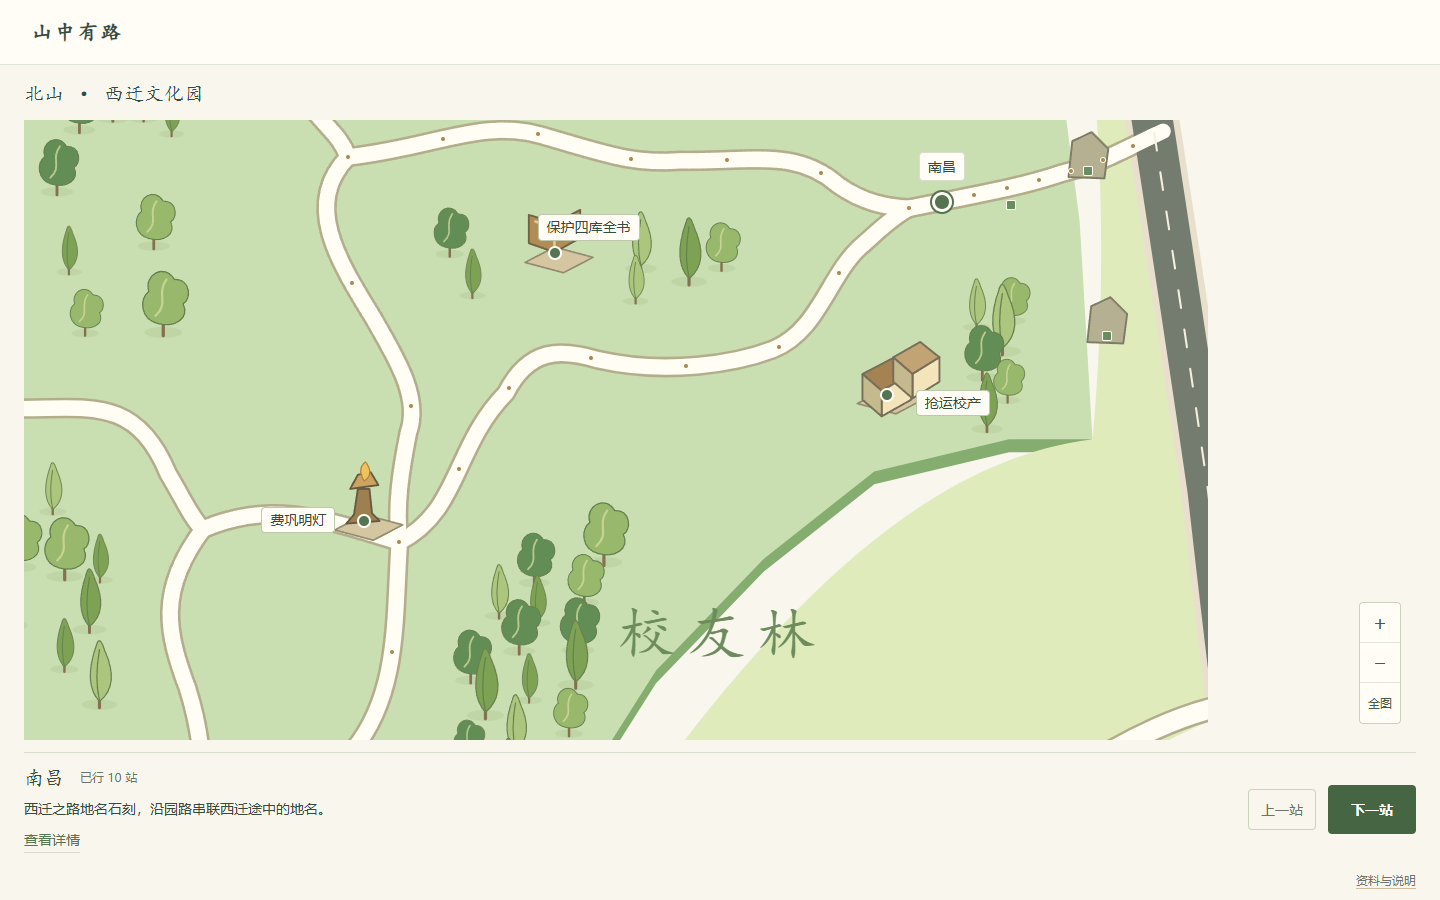 山中有路
北山 • 西迁文化园
南昌
保护四库全书
抢运校产
费巩明灯
校友林
+
−
全图
南昌 已行 10 站
西迁之路地名石刻，沿园路串联西迁途中的地名。
查看详情
上一站
下一站
资料与说明